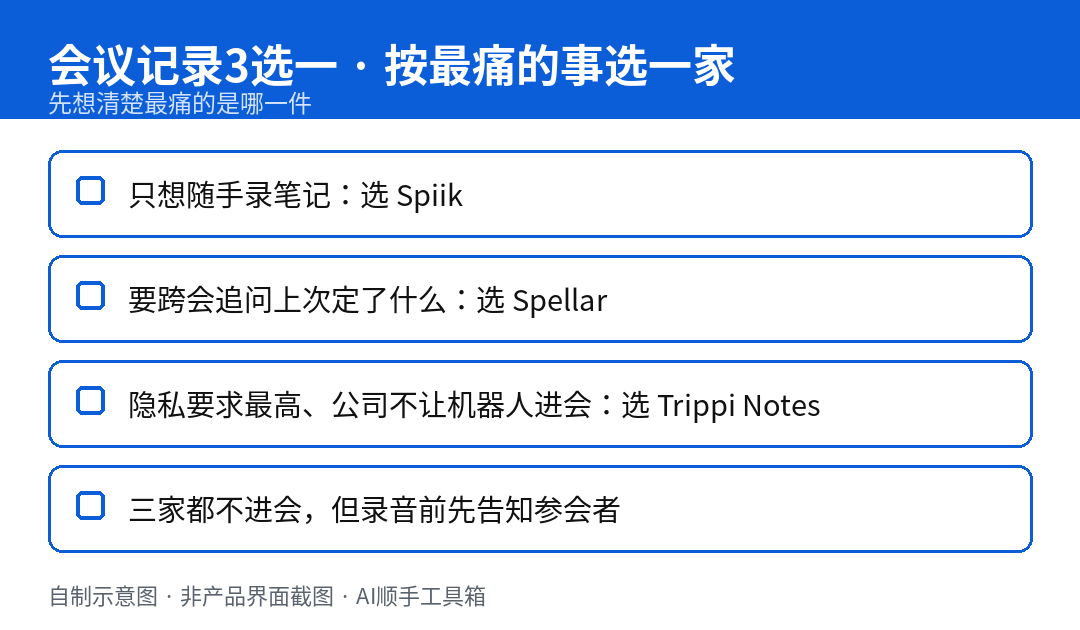 会议记录3选一 · 按最痛的事选一家
先想清楚最痛的是哪一件
只想随手录笔记：选 Spiik
要跨会追问上次定了什么：选 Spellar
隐私要求最高、公司不让机器人进会：选 Trippi Notes
三家都不进会，但录音前先告知参会者
自制示意图 · 非产品界面截图 · AI顺手工具箱